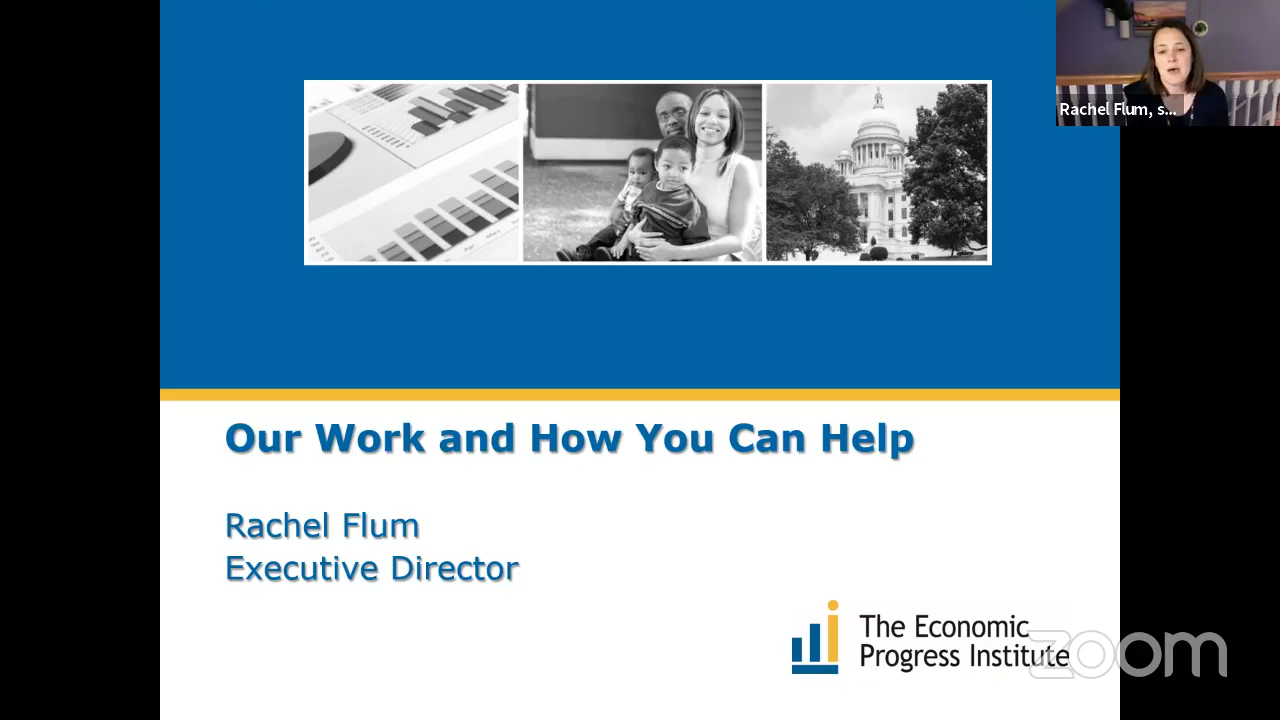 Rachel Flum, s...
Our Work and How You Can Help
Rachel Flum
Executive Director
The Economic
Progress Institute
zoom